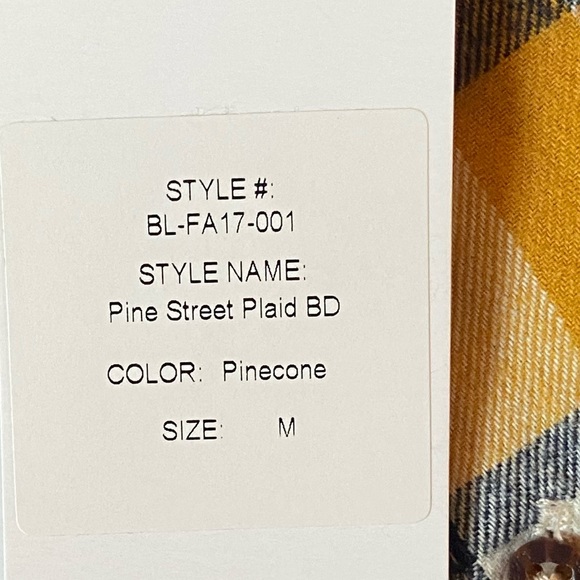 STYLE #:
BL-FA17-001
STYLE NAME:
Pine Street Plaid BD
COLOR: Pinecone
SIZE: M